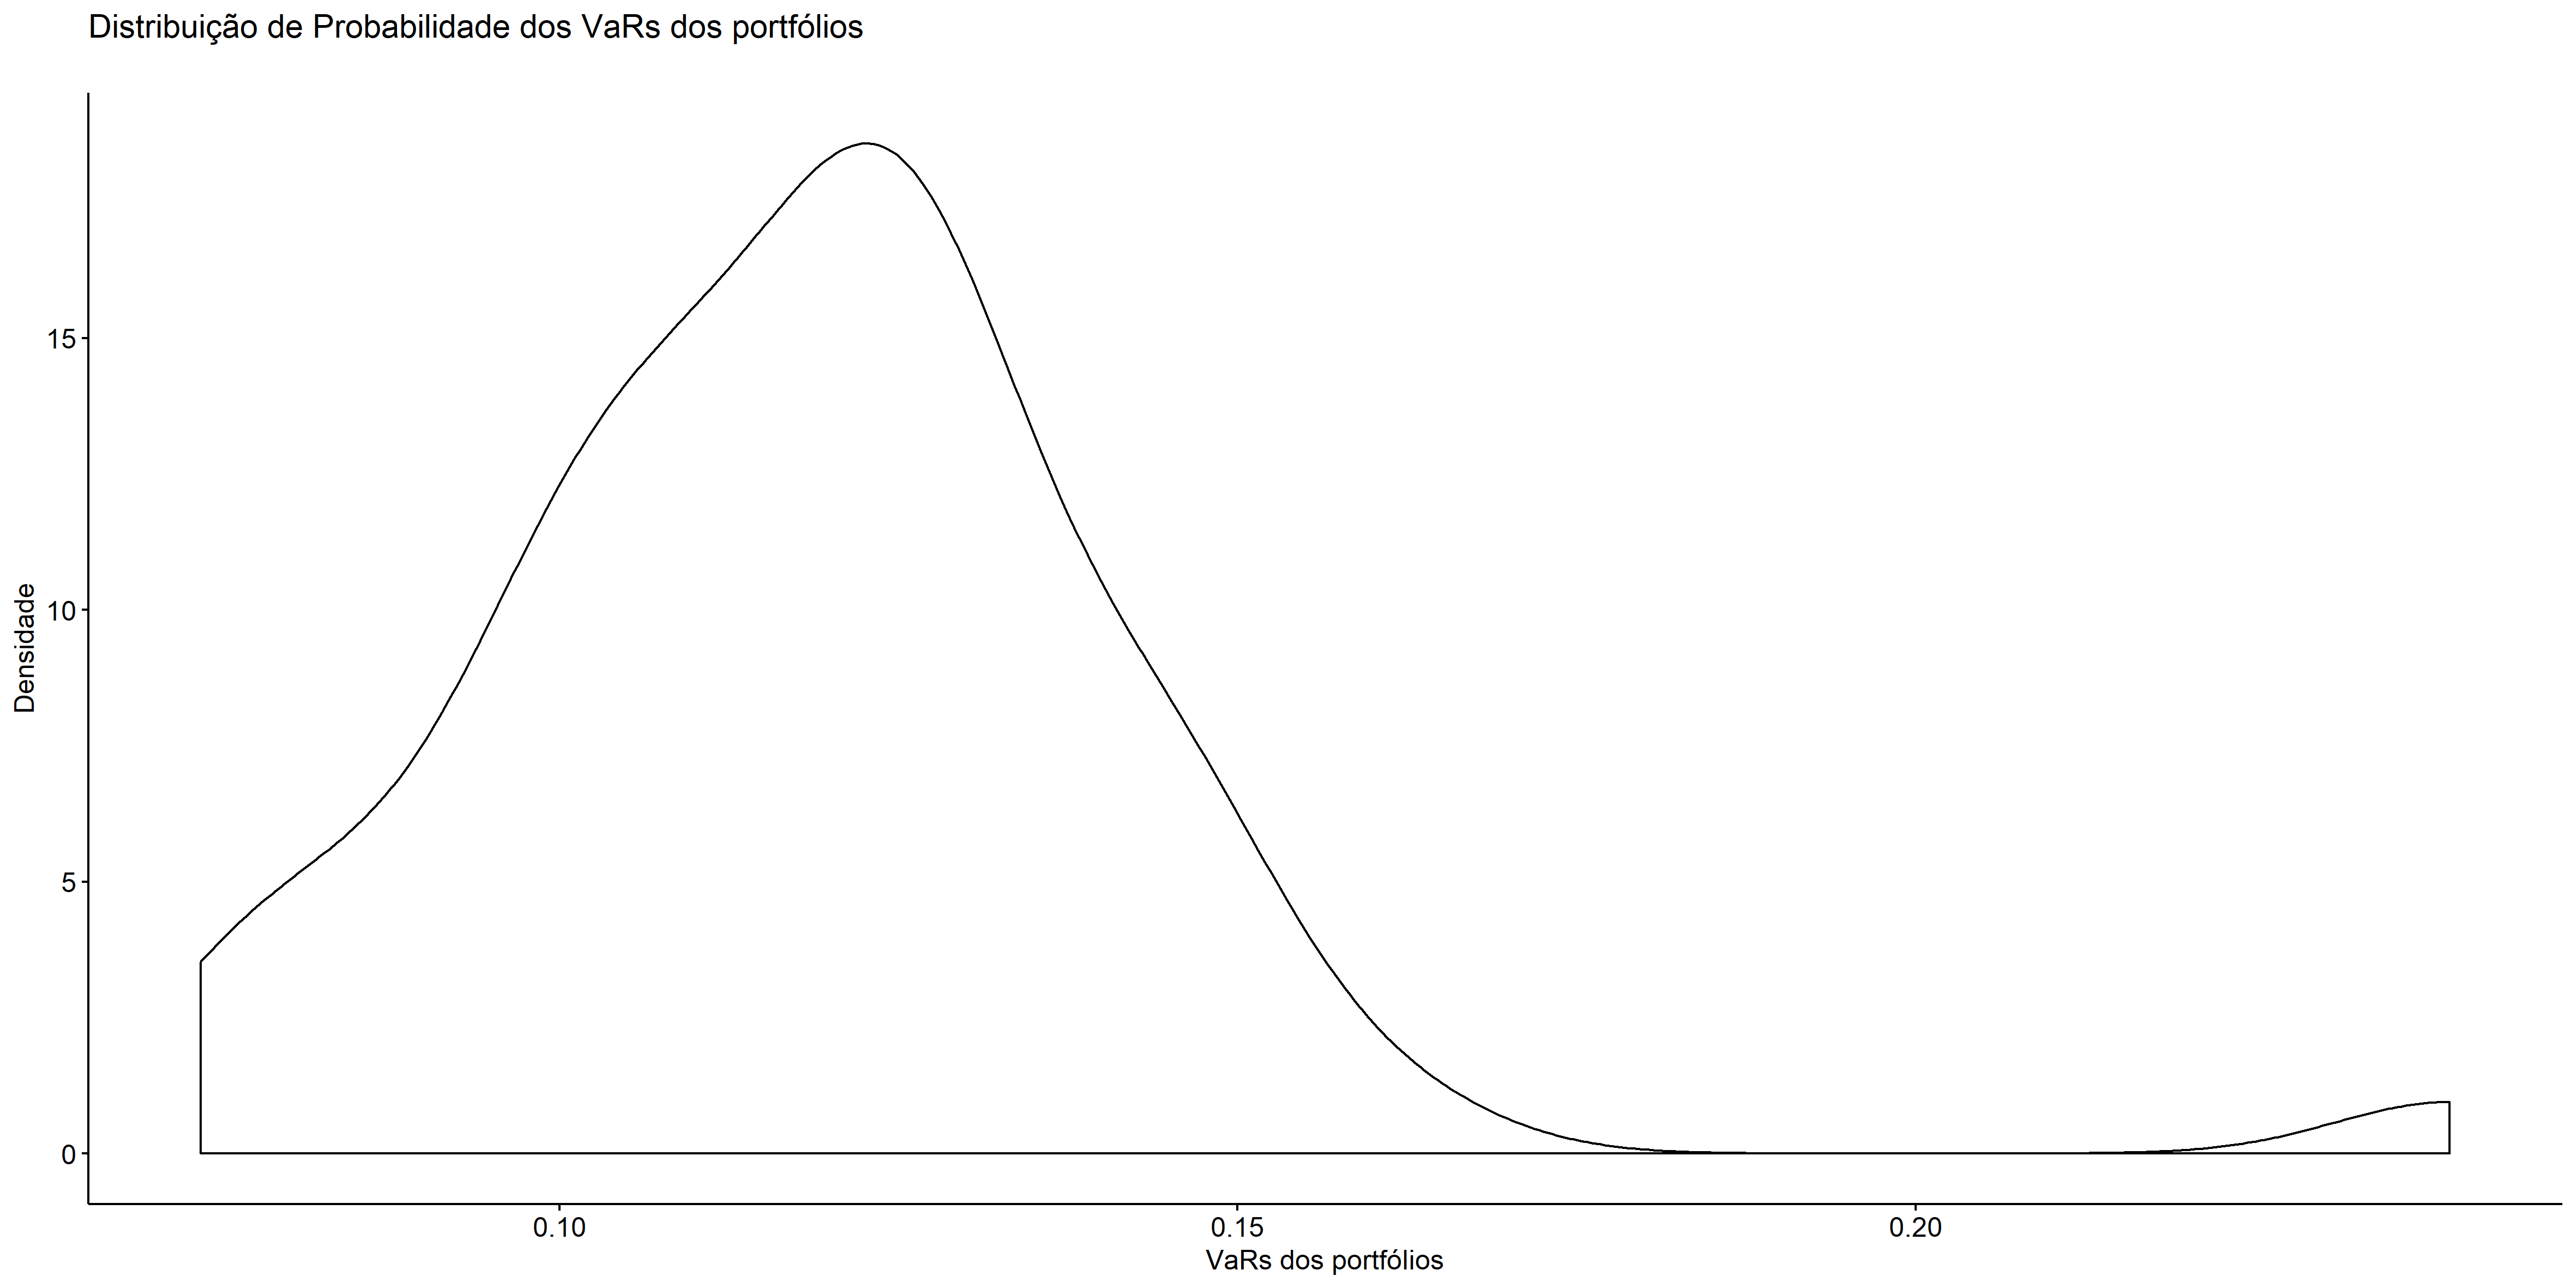 Distribuição de Probabilidade dos VaRs dos portfólios
15
10
5
0
Densidade
0.10
0.15
0.20
VaRs dos portfólios